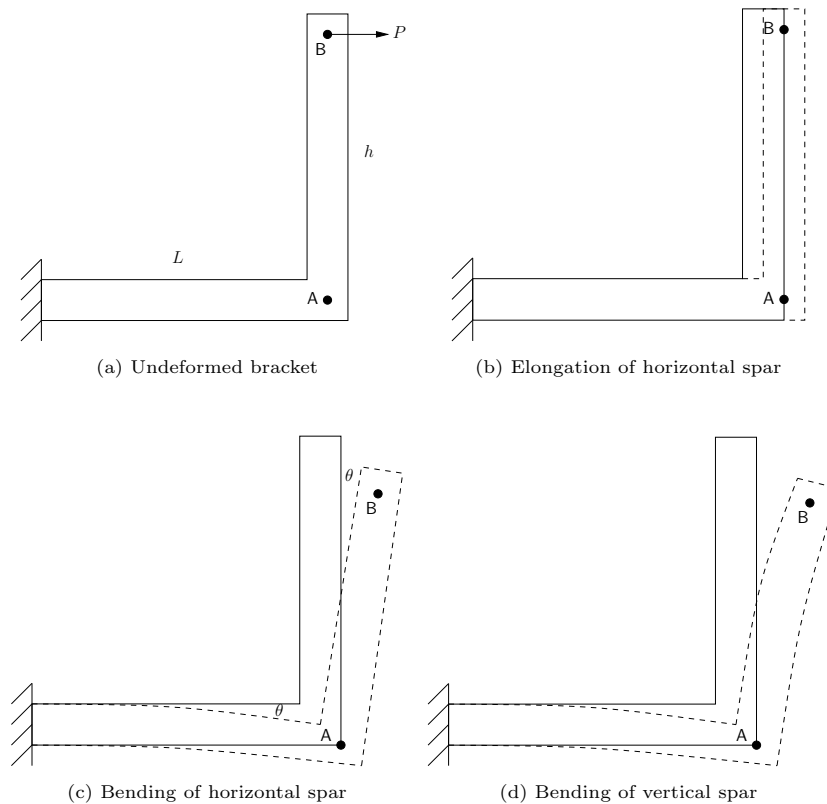 B
P
h
L
A
(a) Undeformed bracket
B
A
(b) Elongation of horizontal spar
θ
B
θ
A
(c) Bending of horizontal spar
B
A
(d) Bending of vertical spar